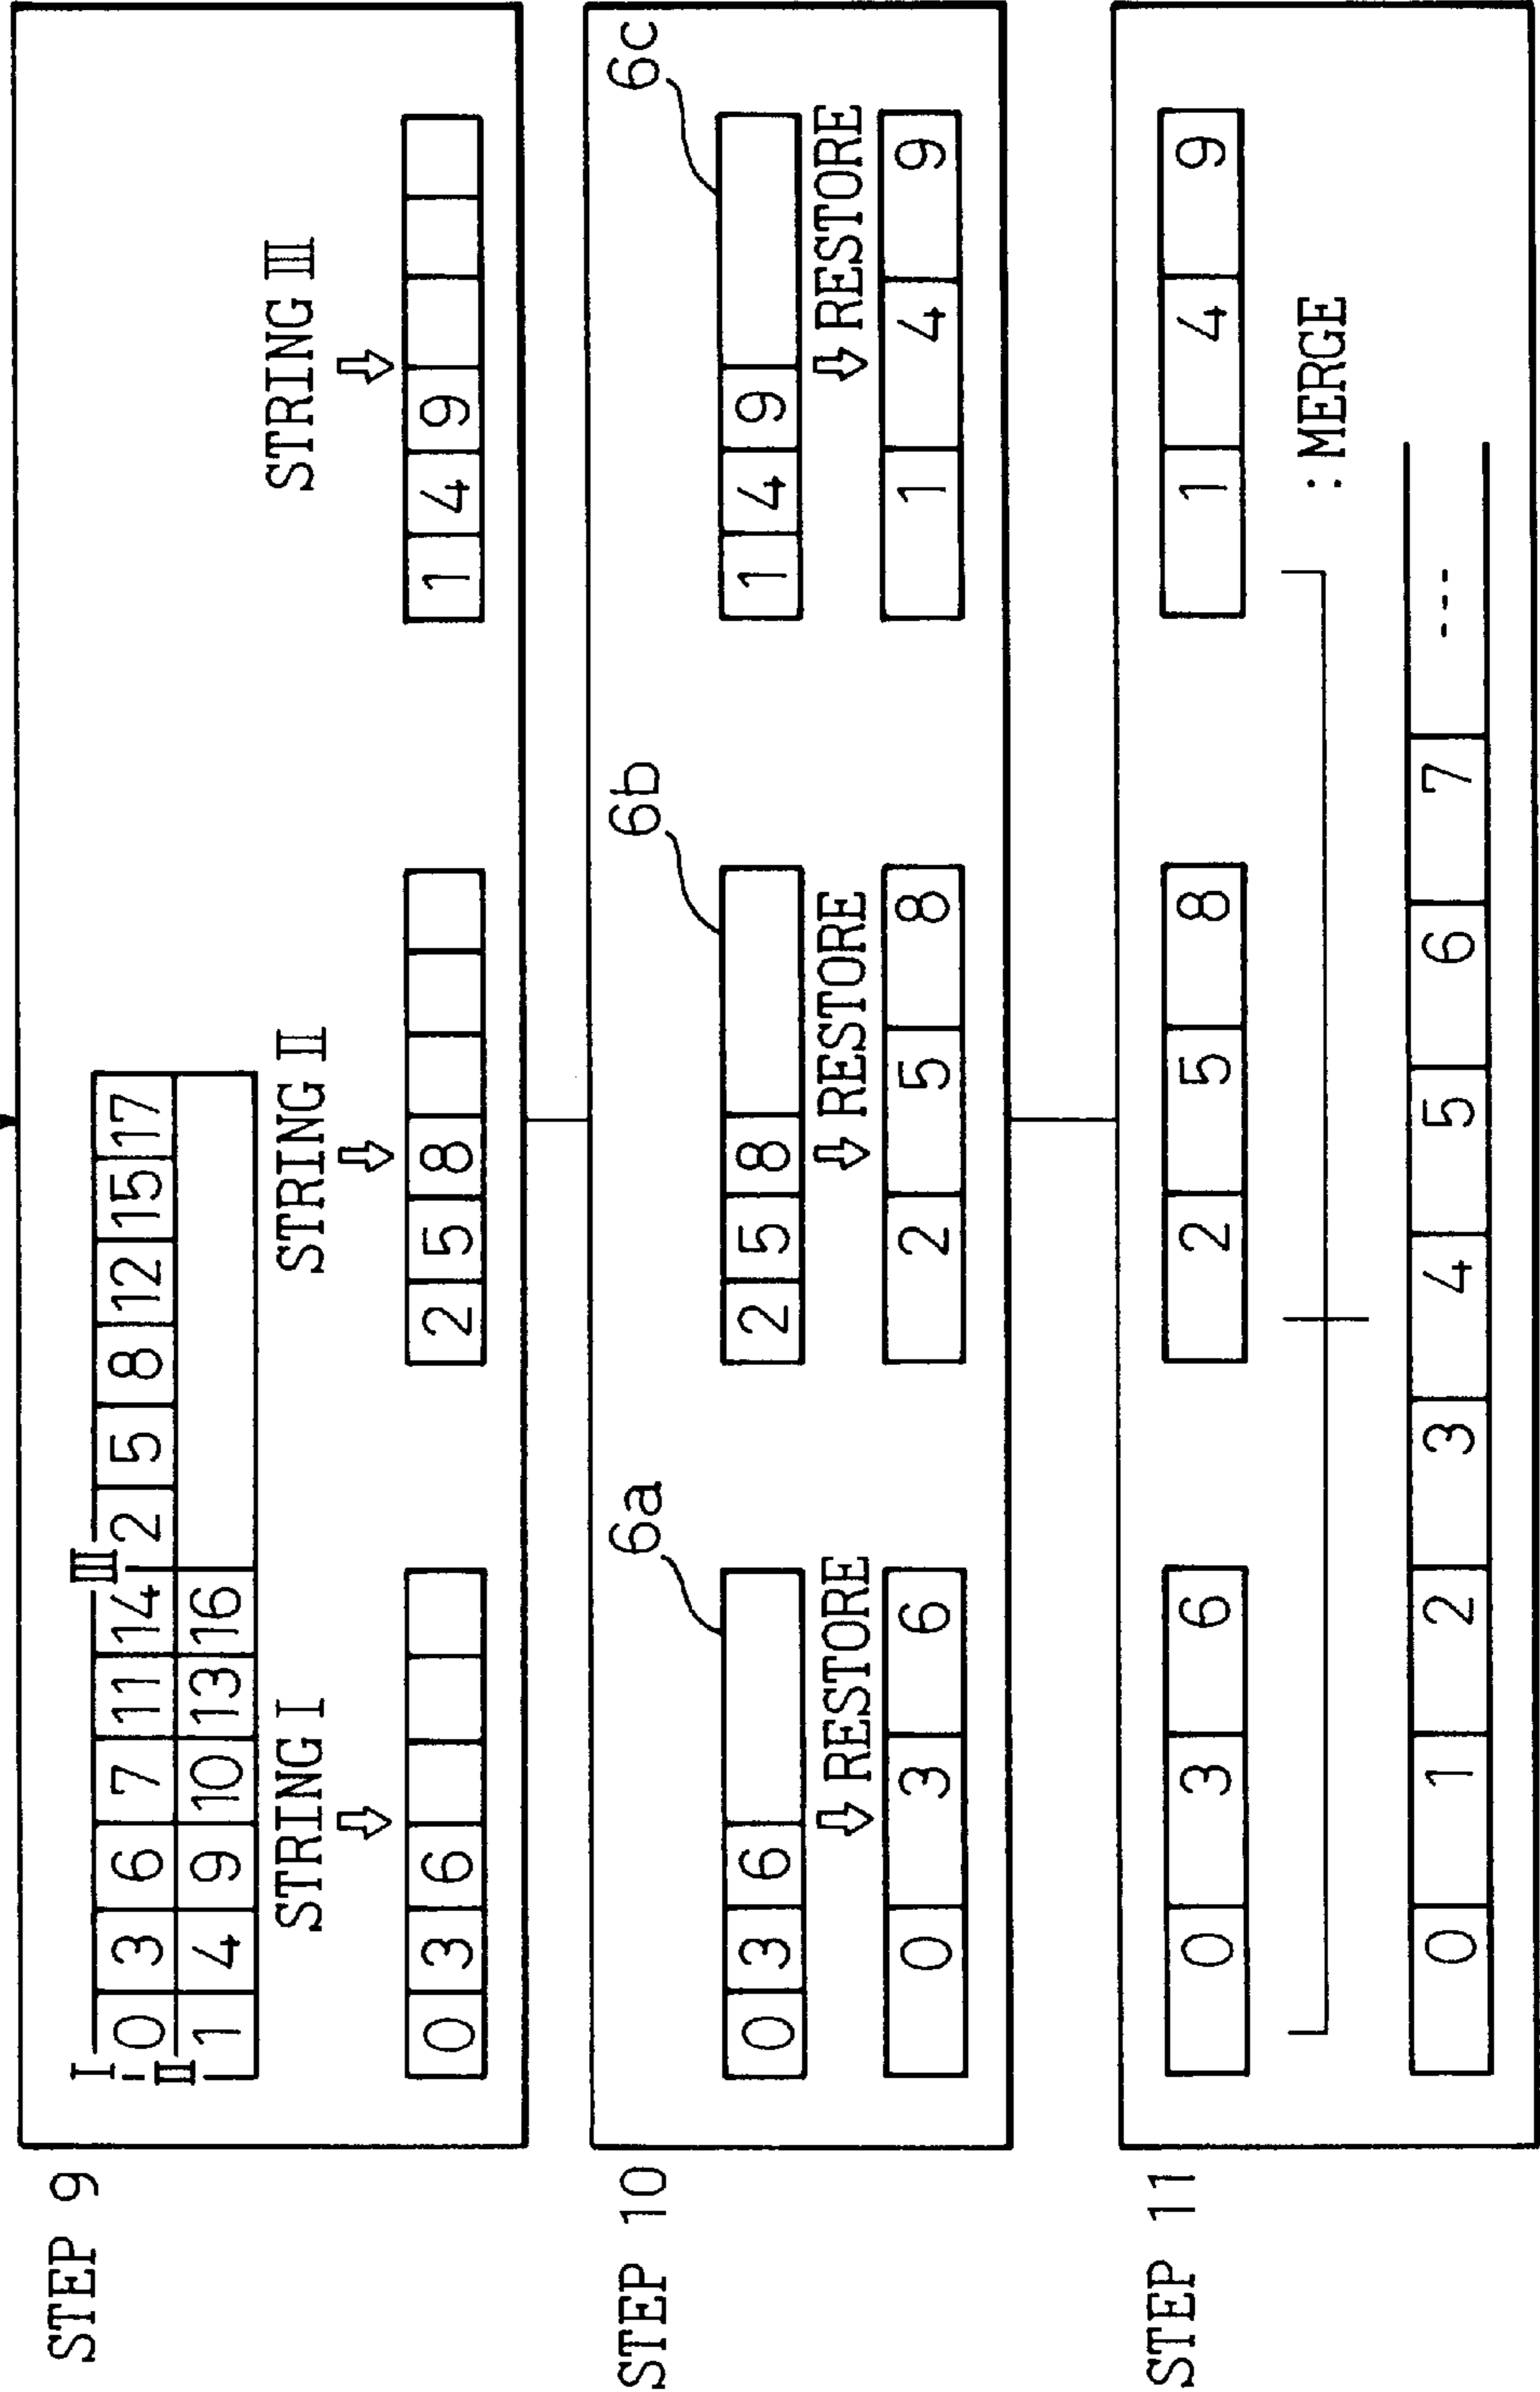 STEP 9
I III
0 3 6 7 11 14 2 5 8 12 15 17
II
1 4 9 10 13 16
STRING I STRING II STRING III
0 3 6 2 5 8 1 4 9
STEP 10
6a 6b 6c
0 3 6 2 5 8 1 4 9
RESTORE RESTORE RESTORE
0 3 6 2 5 8 1 4 9
STEP 11
0 3 6 2 5 8 1 4 9
: MERGE
0 1 2 3 4 5 6 7 ---